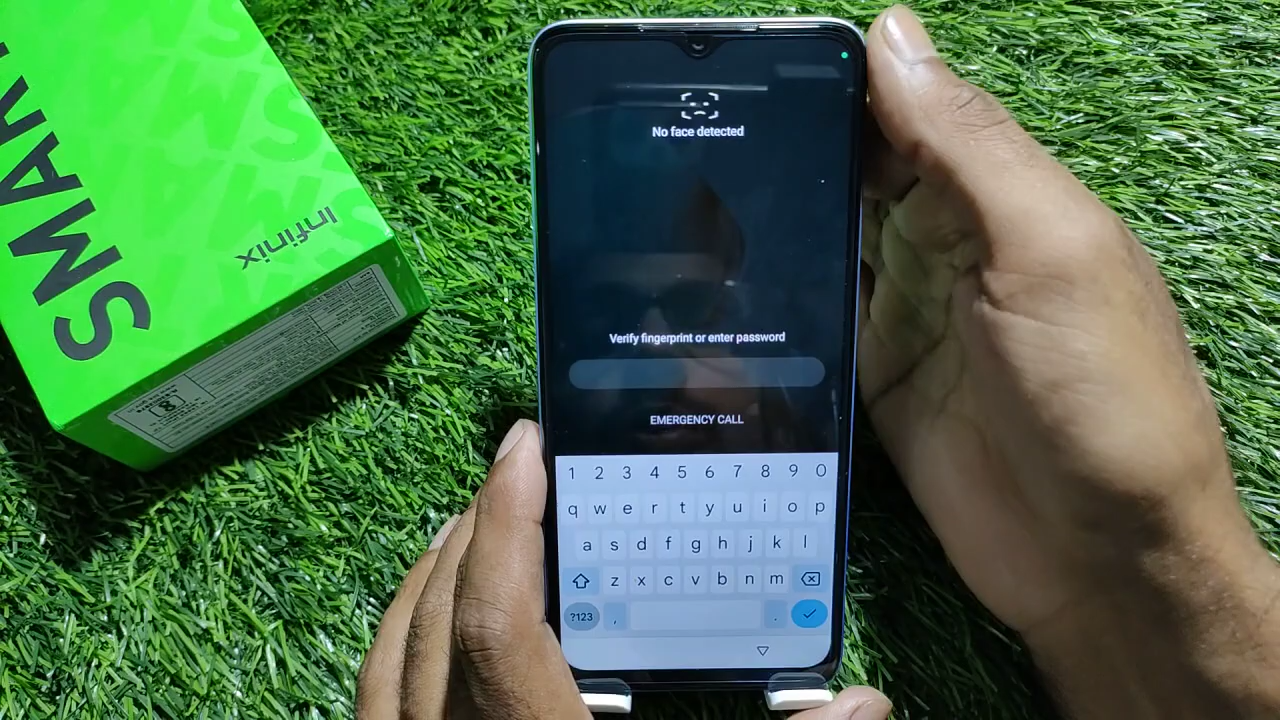 SMART
Infinix
8
No face detected
Verify fingerprint or enter password
EMERGENCY CALL
1 2 3 4 5 6 7 8 9 0
q w e r t y u i o p
a s d f g h j k l
z x c v b n m
?123 , .